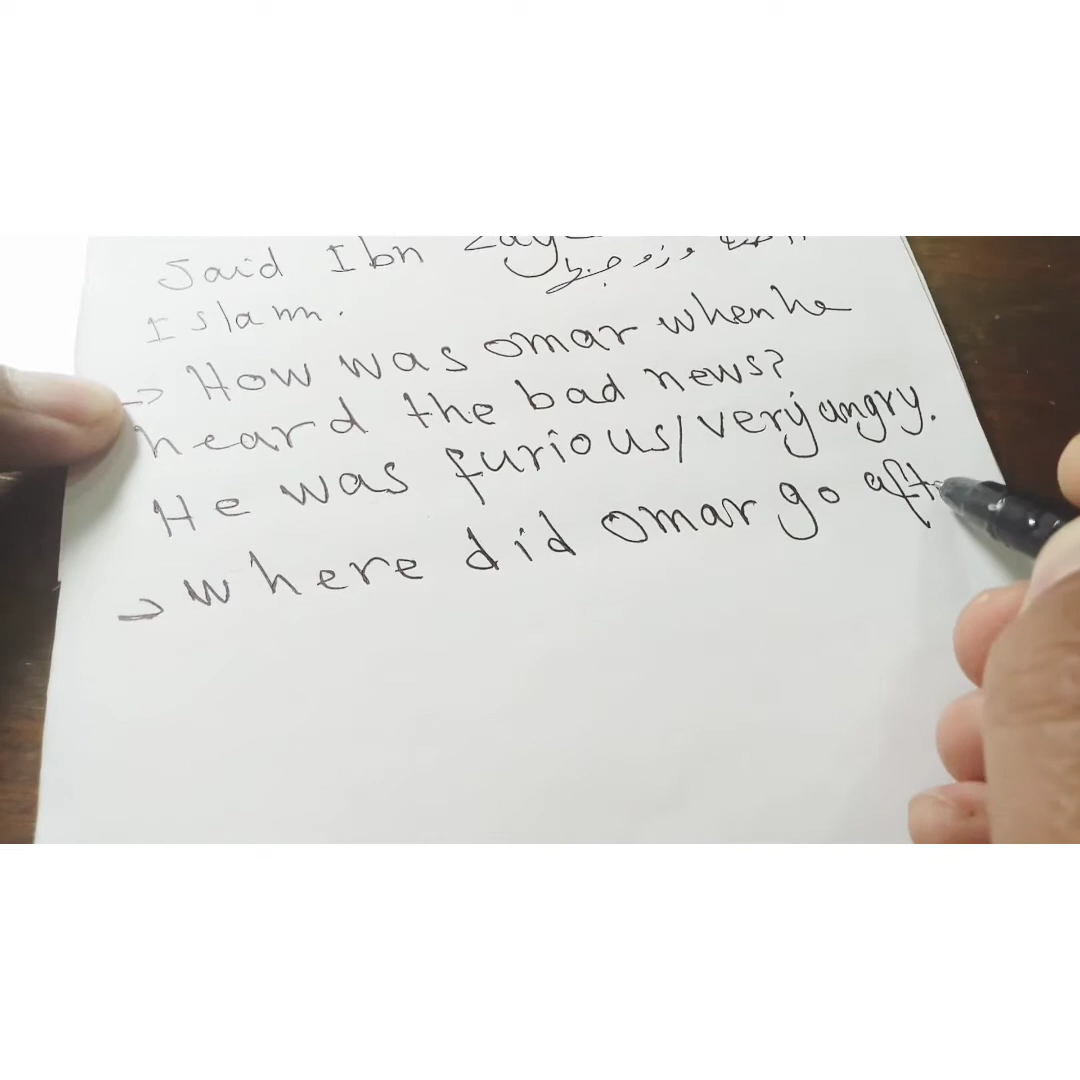 Said Ibn
Islam.
→ How was omar when he
heard the bad news?
He was furious/very angry.
→ where did omar go aft